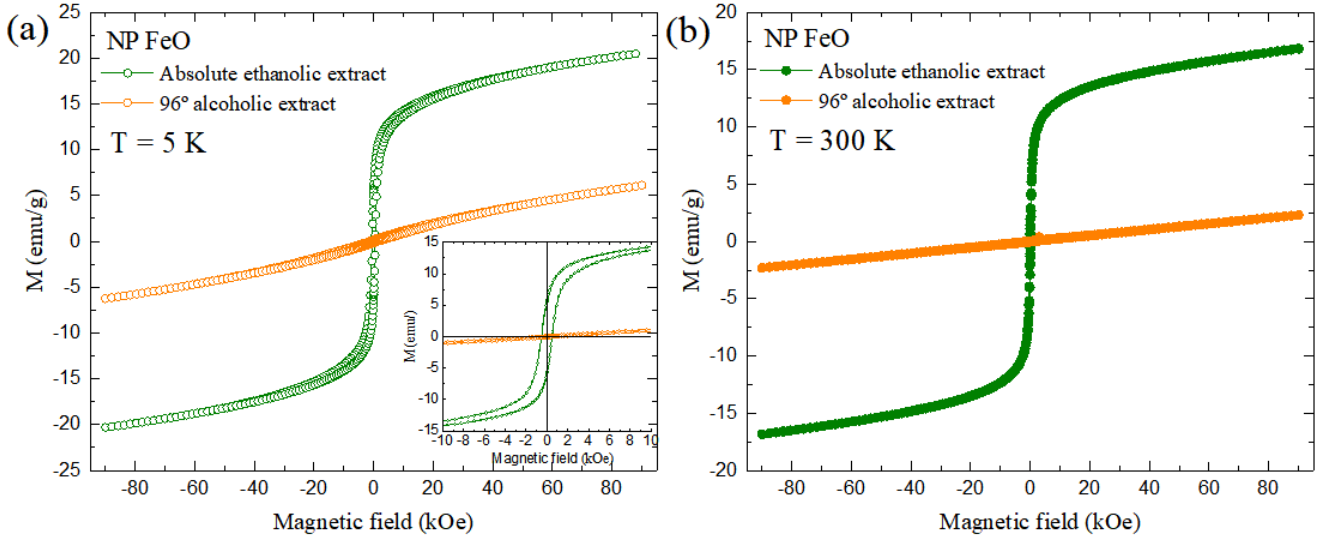 (a)
NP FeO
Absolute ethanolic extract
96º alcoholic extract
T = 5 K
M (emu/g)
25
20
15
10
5
0
-5
-10
-15
-20
25
-80 -60 -40 -20 0 20 40 60 80
Magnetic field (kOe)
M (emu/)
15
10
5
0
-5
-10
-15
-10 -8 -6 -4 -2 0 2 4 6 8 10
Magnetic field (kOe)
(b)
NP FeO
Absolute ethanolic extract
96º alcoholic extract
T = 300 K
M (emu/g)
20
15
10
5
0
-5
-10
-15
-20
-80 -60 -40 -20 0 20 40 60 80
Magnetic field (kOe)